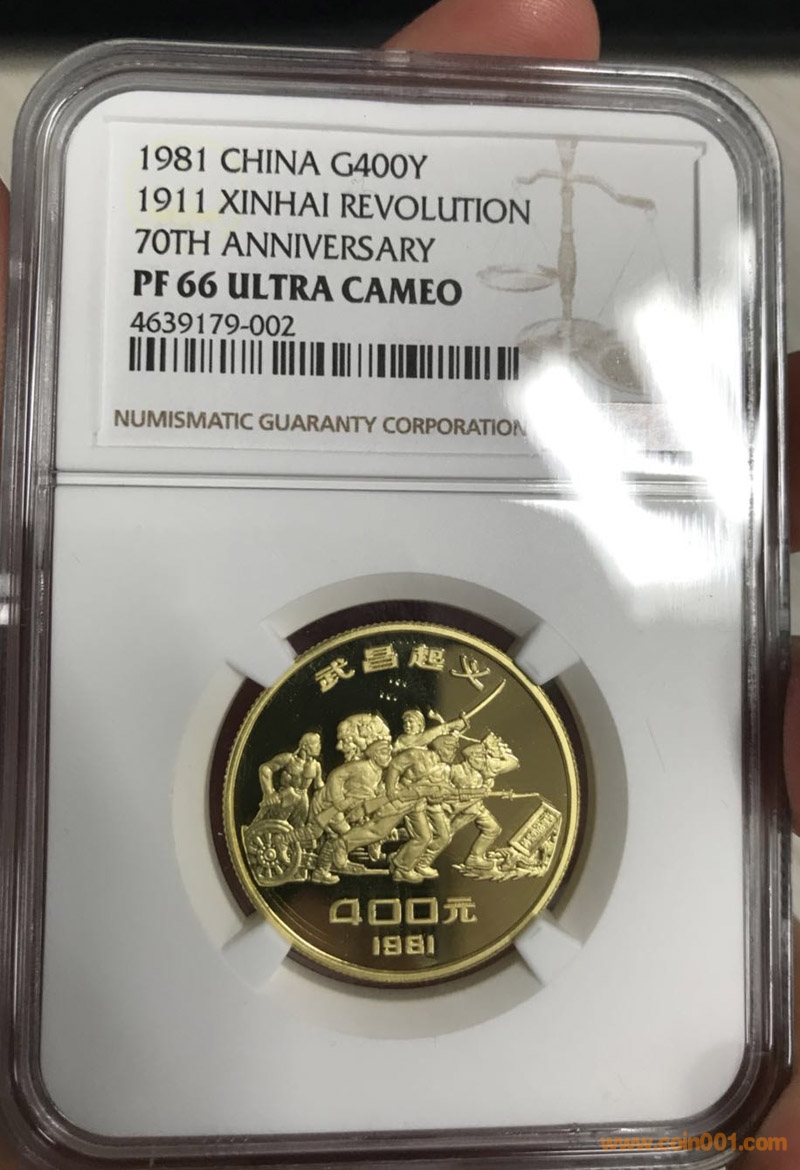 1981 CHINA G400Y
1911 XINHAI REVOLUTION
70TH ANNIVERSARY
PF 66 ULTRA CAMEO
4639179-002
NUMISMATIC GUARANTY CORPORATION
武昌起义
400元
1981
www.coin001.com